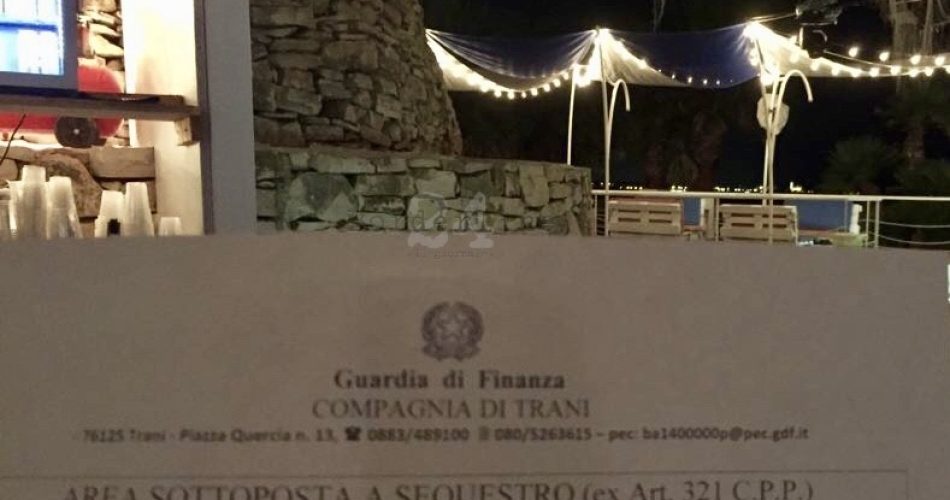 Guardia di Finanza
COMPAGNIA DI TRANI
76125 Trani - Piazza Quercia n. 13, ☎ 0883/489100 080/5263615 – pec: ba1400000p@pec.gdf.it
AREA SOTTOPOSTA A SEQUESTRO (ex Art. 321 C.P.P.)